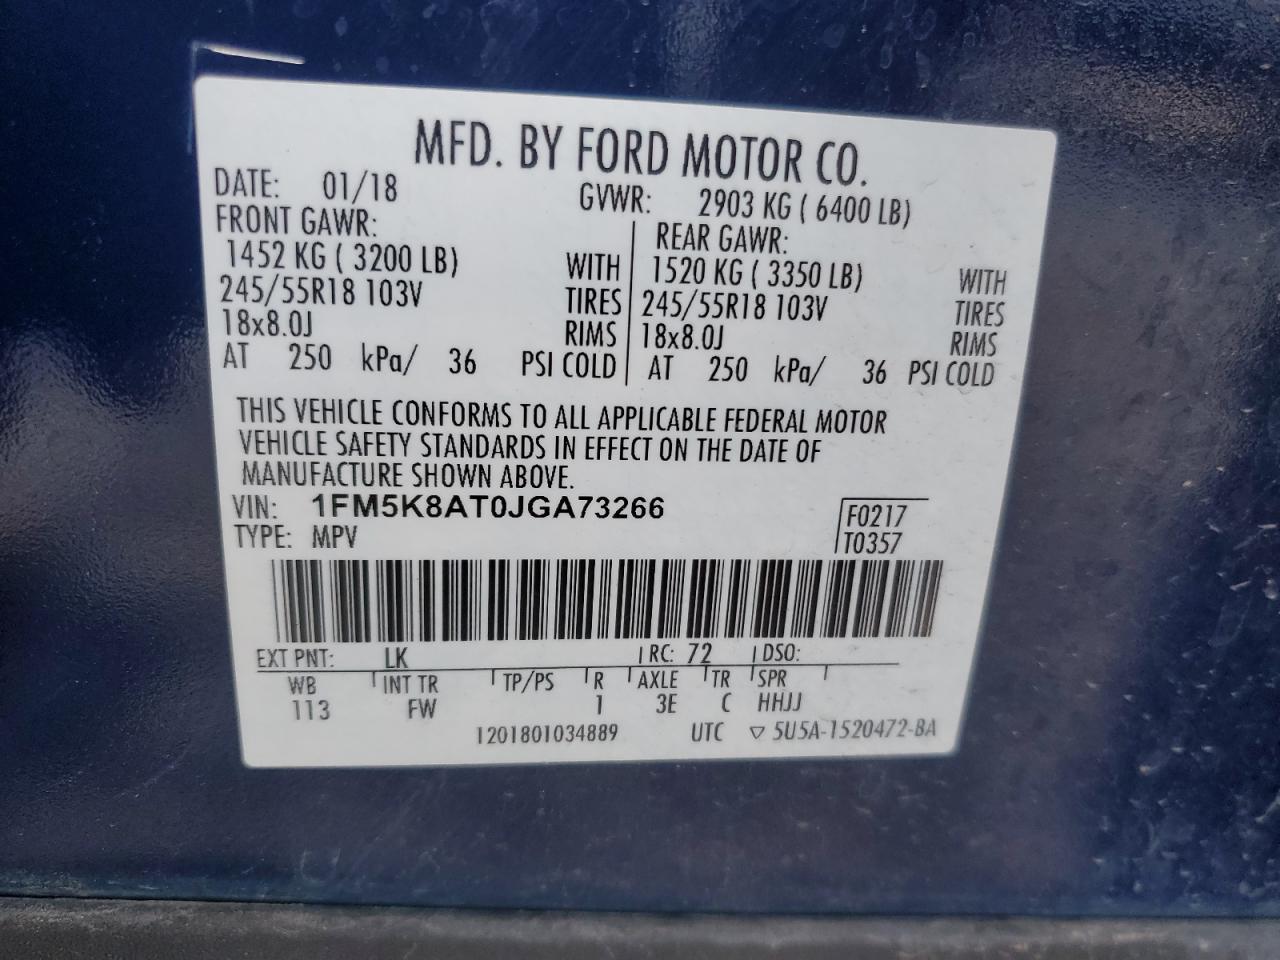 MFD. BY FORD MOTOR CO.
DATE: 01/18 GVWR: 2903 KG ( 6400 LB)
FRONT GAWR: REAR GAWR:
1452 KG ( 3200 LB) WITH 1520 KG ( 3350 LB) WITH
245/55R18 103V TIRES 245/55R18 103V TIRES
18x8.0J RIMS 18x8.0J RIMS
AT 250 kPa/ 36 PSI COLD AT 250 kPa/ 36 PSI COLD
THIS VEHICLE CONFORMS TO ALL APPLICABLE FEDERAL MOTOR
VEHICLE SAFETY STANDARDS IN EFFECT ON THE DATE OF
MANUFACTURE SHOWN ABOVE.
VIN: 1FM5K8AT0JGA73266 F0217
TYPE: MPV T0357
EXT PNT: LK RC: 72 DSO:
WB INT TR TP/PS R AXLE TR SPR
113 FW 1 3E C HHJJ
1201801034889 UTC ▽ 5U5A-1520472-BA